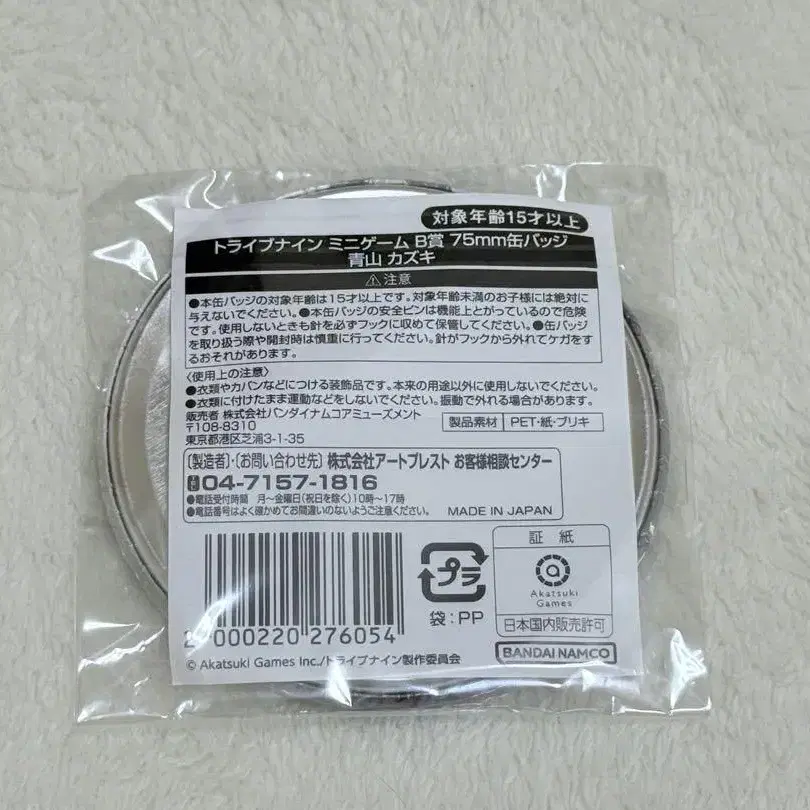 対象年齢15才以上
トライブナイン ミニゲーム B賞 75mm缶バッジ
青山 カズキ
⚠注意
●本缶バッジの対象年齢は15才以上です。対象年齢未満のお子様には絶対に
与えないでください。●本缶バッジの安全ピンは機能上とがっているので危険
です。使用しないときも針を必ずフックに収めて保管してください。●缶バッジ
を取り扱う際や開封時は慎重に行ってください。針がフックから外れてケガをす
るおそれがあります。
〈使用上の注意〉
●衣類やカバンなどにつける装飾品です。本来の用途以外に使用しないでください。
●衣類に付けたまま運動などをしないでください。振動で外れる場合があります。
販売者 株式会社バンダイナムコアミューズメント
〒108-8310
東京都港区芝浦3-1-35
製品素材 PET・紙・ブリキ
〔製造者〕・〔お問い合わせ先〕 株式会社アートプレスト お客様相談センター
04-7157-1816
●電話受付時間 月～金曜日(祝日を除く)10時～17時
●電話番号はよく確かめてお間違いのないようご注意ください。
MADE IN JAPAN
2 000220 276054
プラ
袋:PP
証紙
Akatsuki
Games
日本国内販売許可
BANDAI NAMCO
© Akatsuki Games Inc./トライブナイン製作委員会